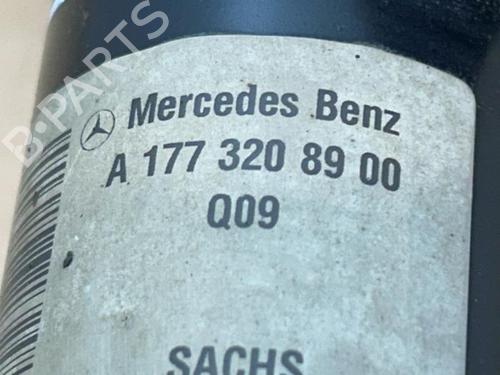 B-PARTS
Mercedes Benz
A 177 320 89 00
Q09
SACHS